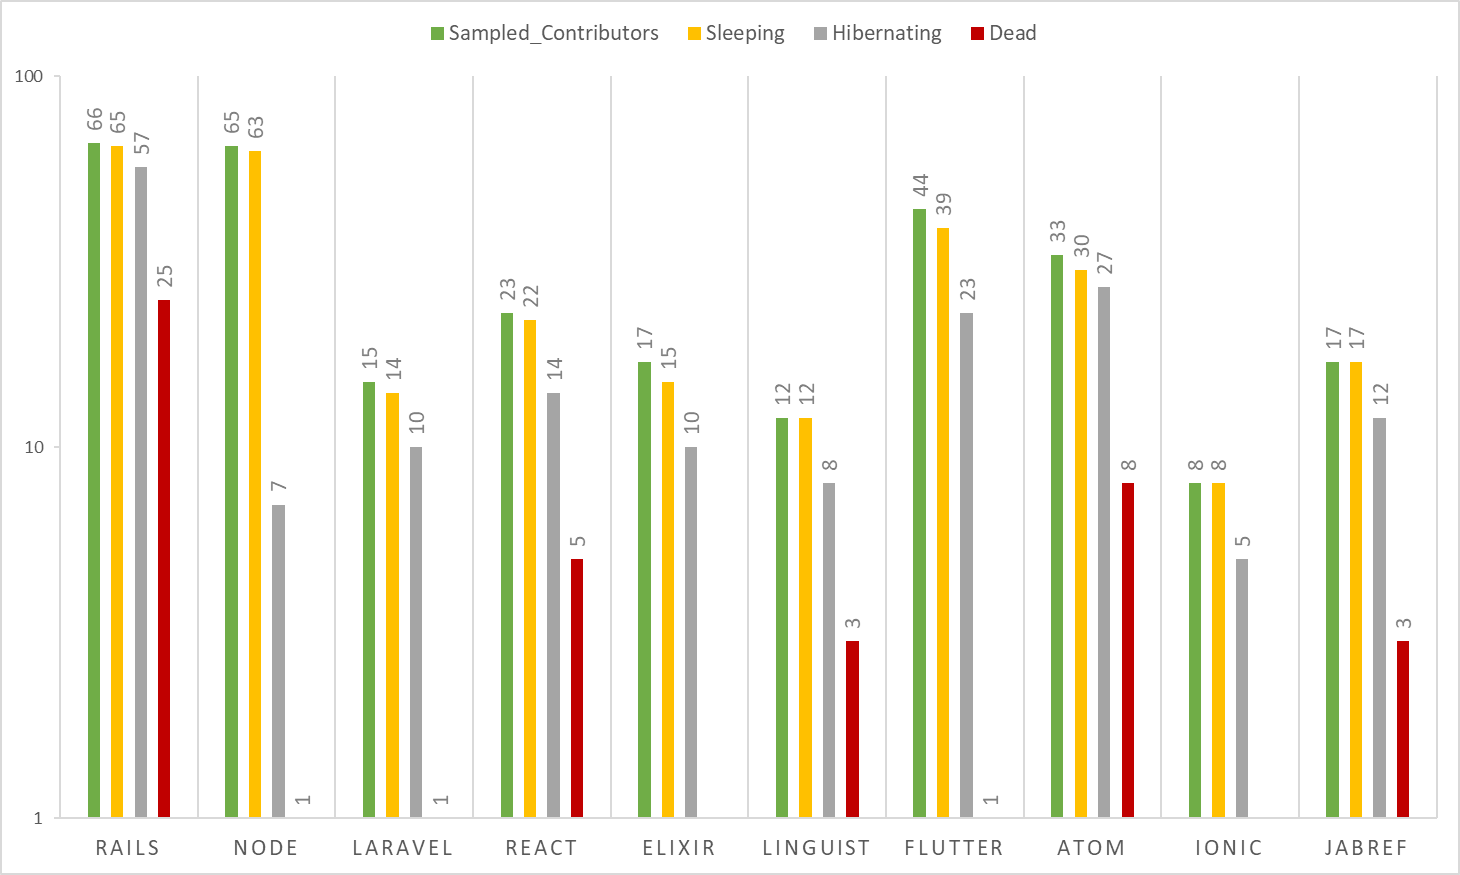 Sampled_Contributors Sleeping Hibernating Dead
100
10
1
66 65 57 25
65 63 7 1
15 14 10 1
23 22 14 5
17 15 10
12 12 8 3
44 39 23 1
33 30 27 8
8 8 5
17 17 12 3
RAILS NODE LARAVEL REACT ELIXIR LINGUIST FLUTTER ATOM IONIC JABREF